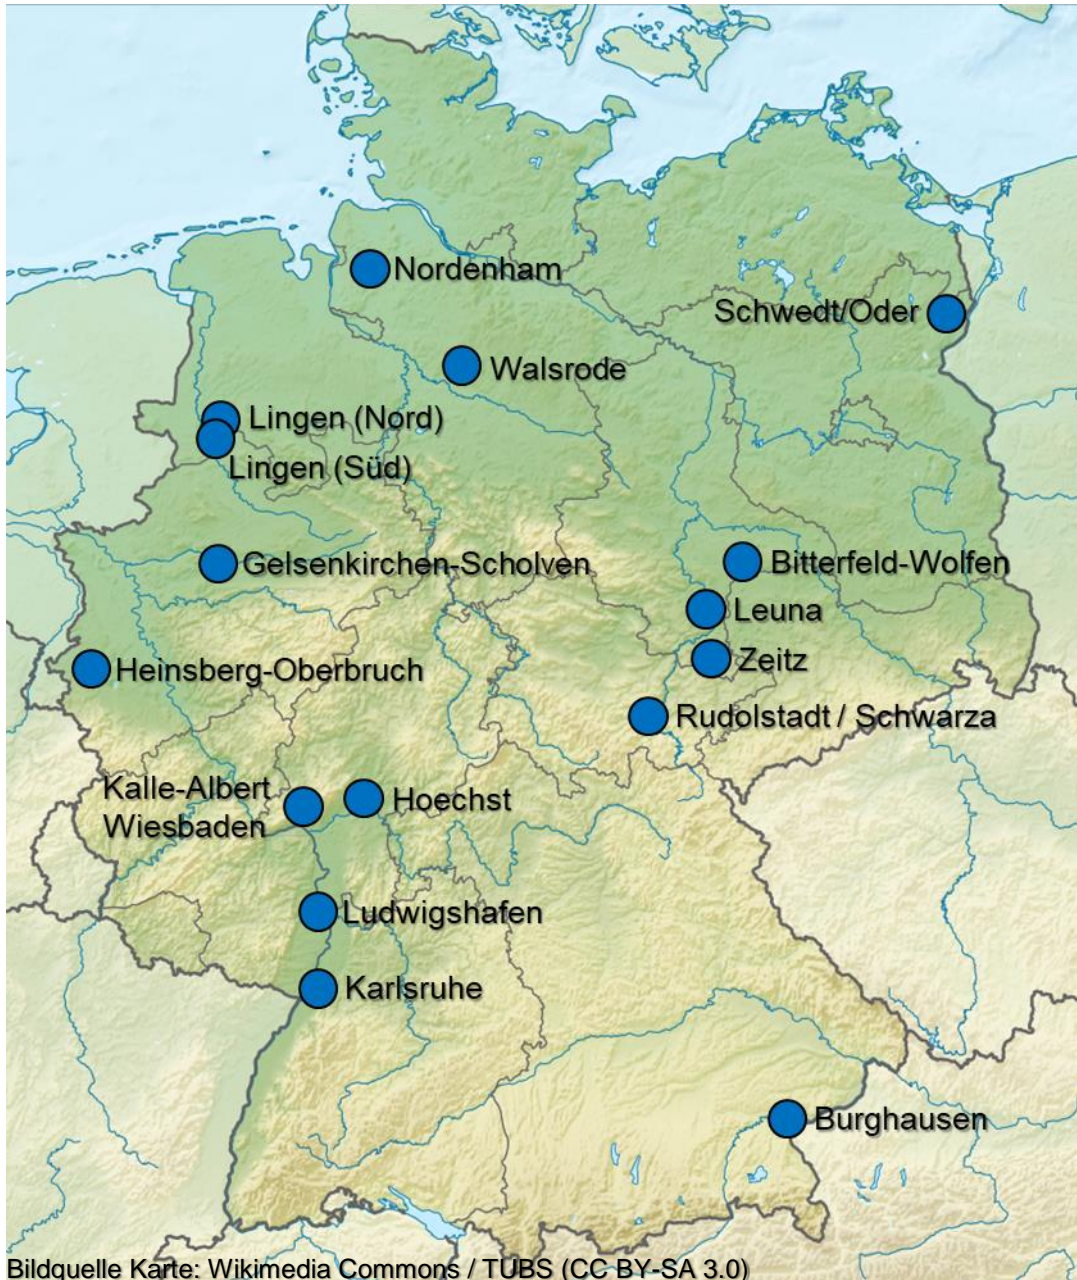 Nordenham
Schwedt/Oder
Walsrode
Lingen (Nord)
Lingen (Süd)
Gelsenkirchen-Scholven
Bitterfeld-Wolfen
Leuna
Zeitz
Heinsberg-Oberbruch
Rudolstadt / Schwarza
Kalle-Albert
Wiesbaden
Hoechst
Ludwigshafen
Karlsruhe
Burghausen
Bildquelle Karte: Wikimedia Commons / TUBS (CC BY-SA 3.0)